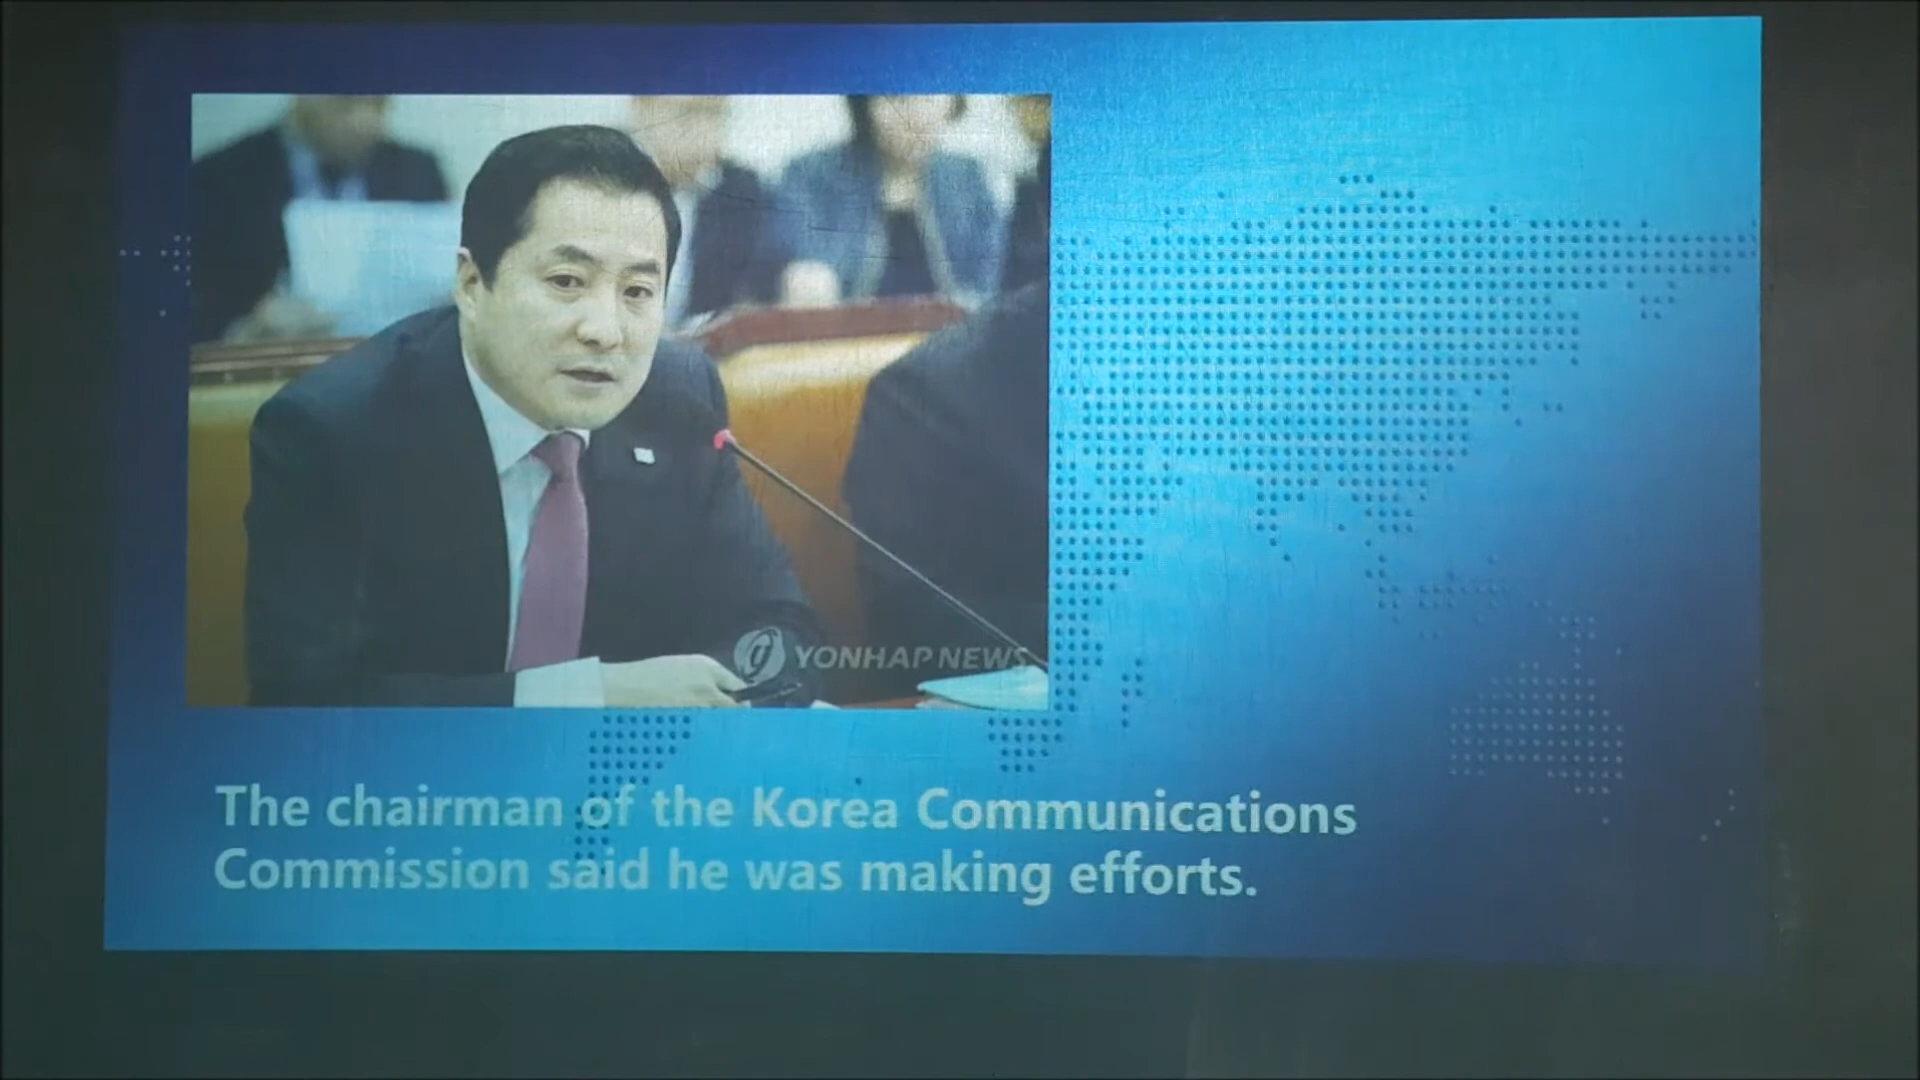 YONHAP NEWS
The chairman of the Korea Communications
Commission said he was making efforts.